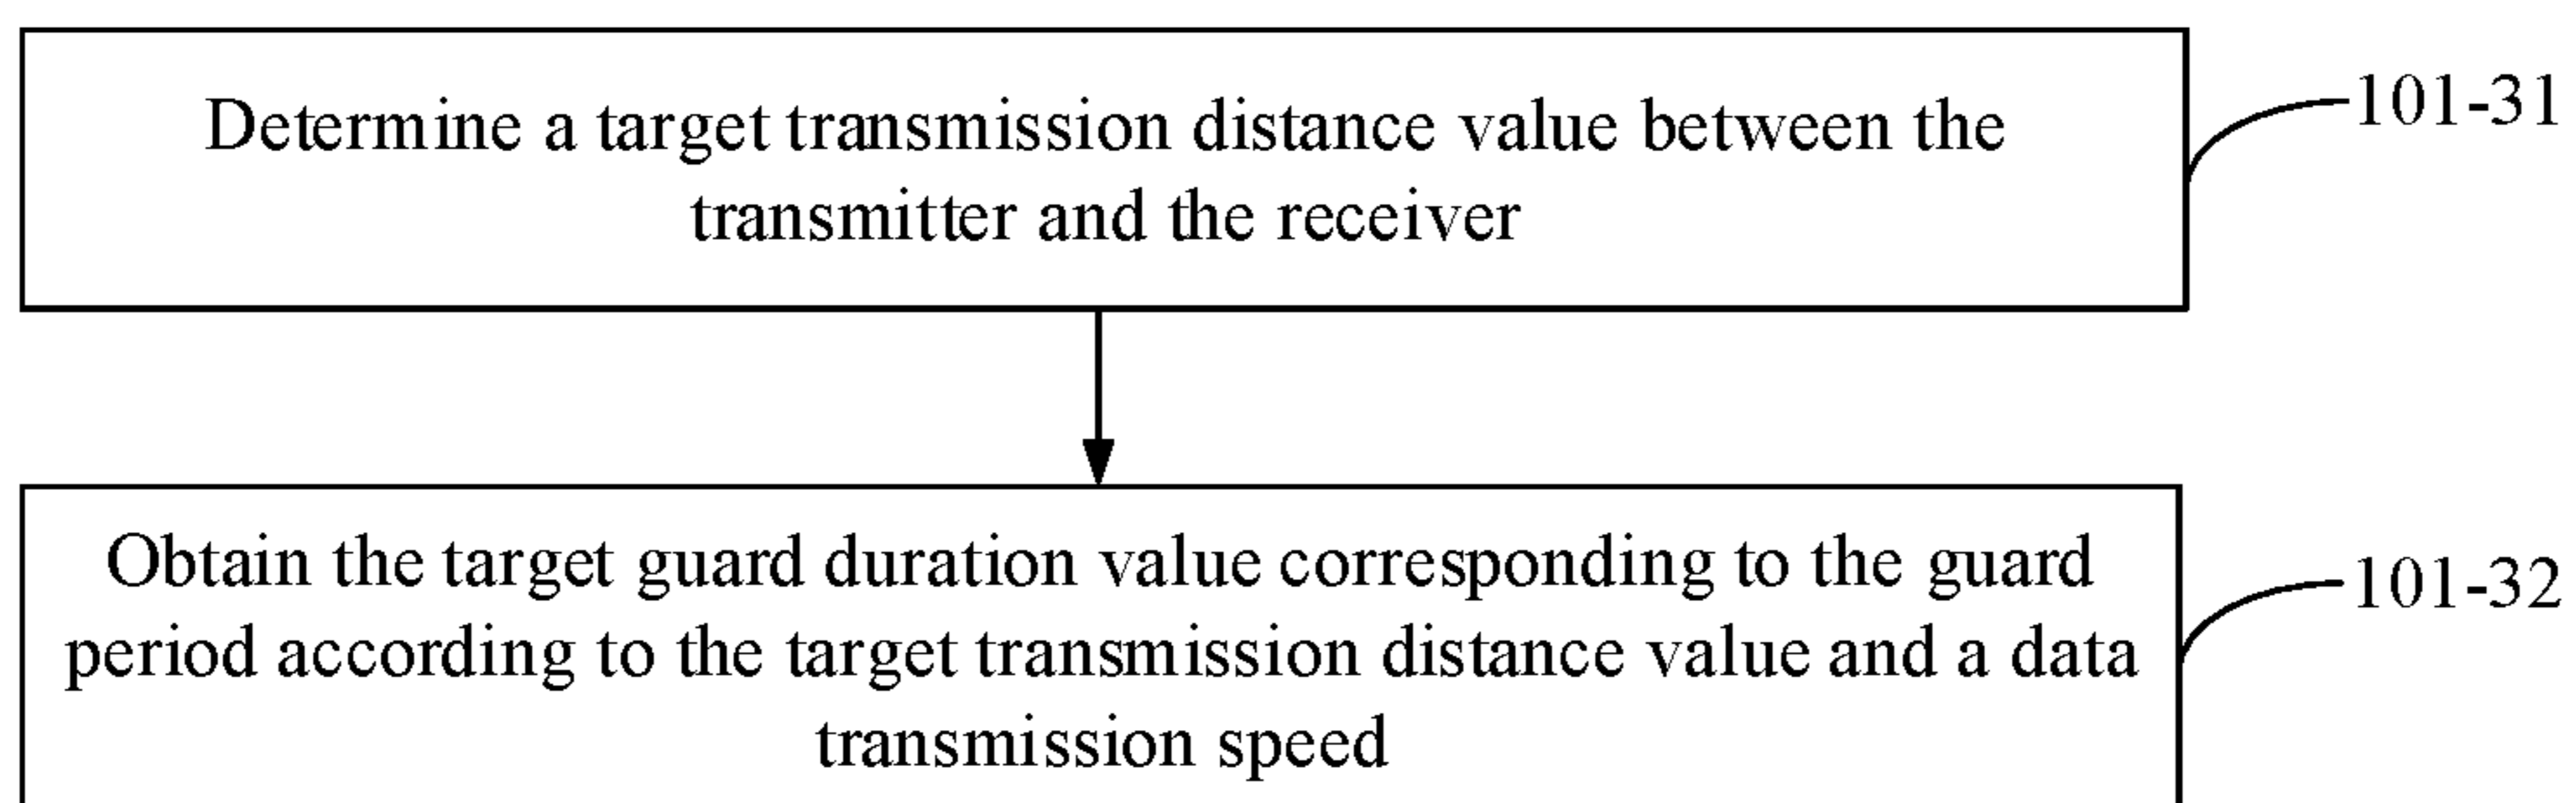 Determine a target transmission distance value between the
transmitter and the receiver
101-31
Obtain the target guard duration value corresponding to the guard
period according to the target transmission distance value and a data
transmission speed
101-32